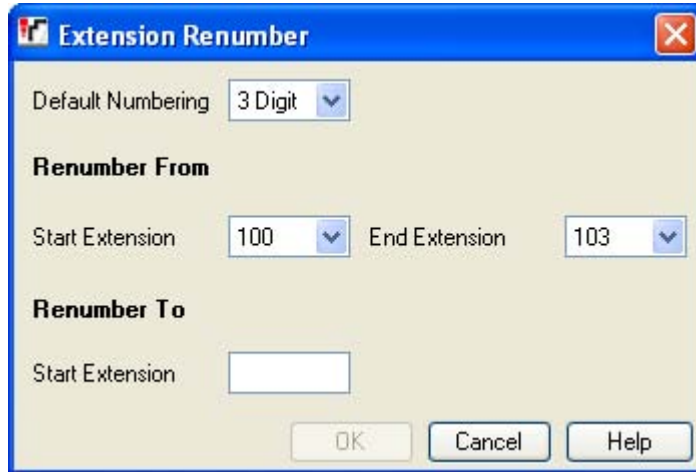 Extension Renumber
Default Numbering 3 Digit
Renumber From
Start Extension 100 End Extension 103
Renumber To
Start Extension
OK Cancel Help